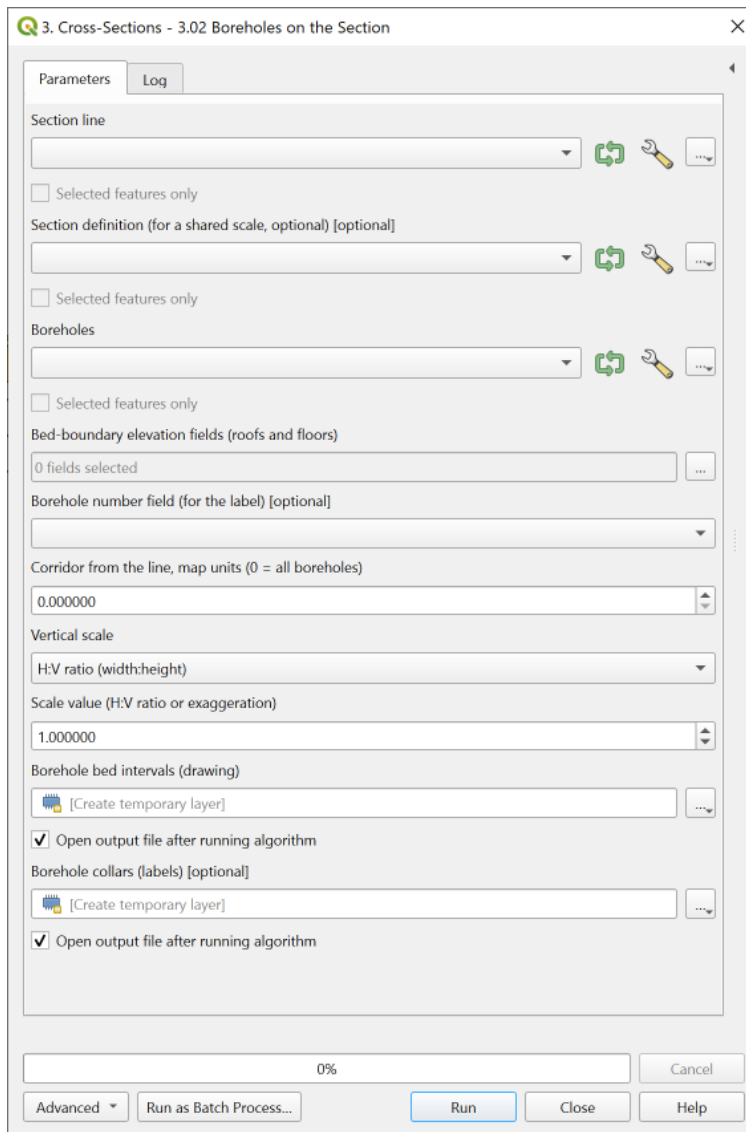 3. Cross-Sections - 3.02 Boreholes on the Section
Parameters
Log
Section line
...
Selected features only
Section definition (for a shared scale, optional) [optional]
...
Selected features only
Boreholes
...
Selected features only
Bed-boundary elevation fields (roofs and floors)
0 fields selected
...
Borehole number field (for the label) [optional]
Corridor from the line, map units (0 = all boreholes)
0.000000
Vertical scale
H:V ratio (width:height)
Scale value (H:V ratio or exaggeration)
1.000000
Borehole bed intervals (drawing)
[Create temporary layer]
...
Open output file after running algorithm
Borehole collars (labels) [optional]
[Create temporary layer]
...
Open output file after running algorithm
0%
Cancel
Advanced
Run as Batch Process...
Run
Close
Help